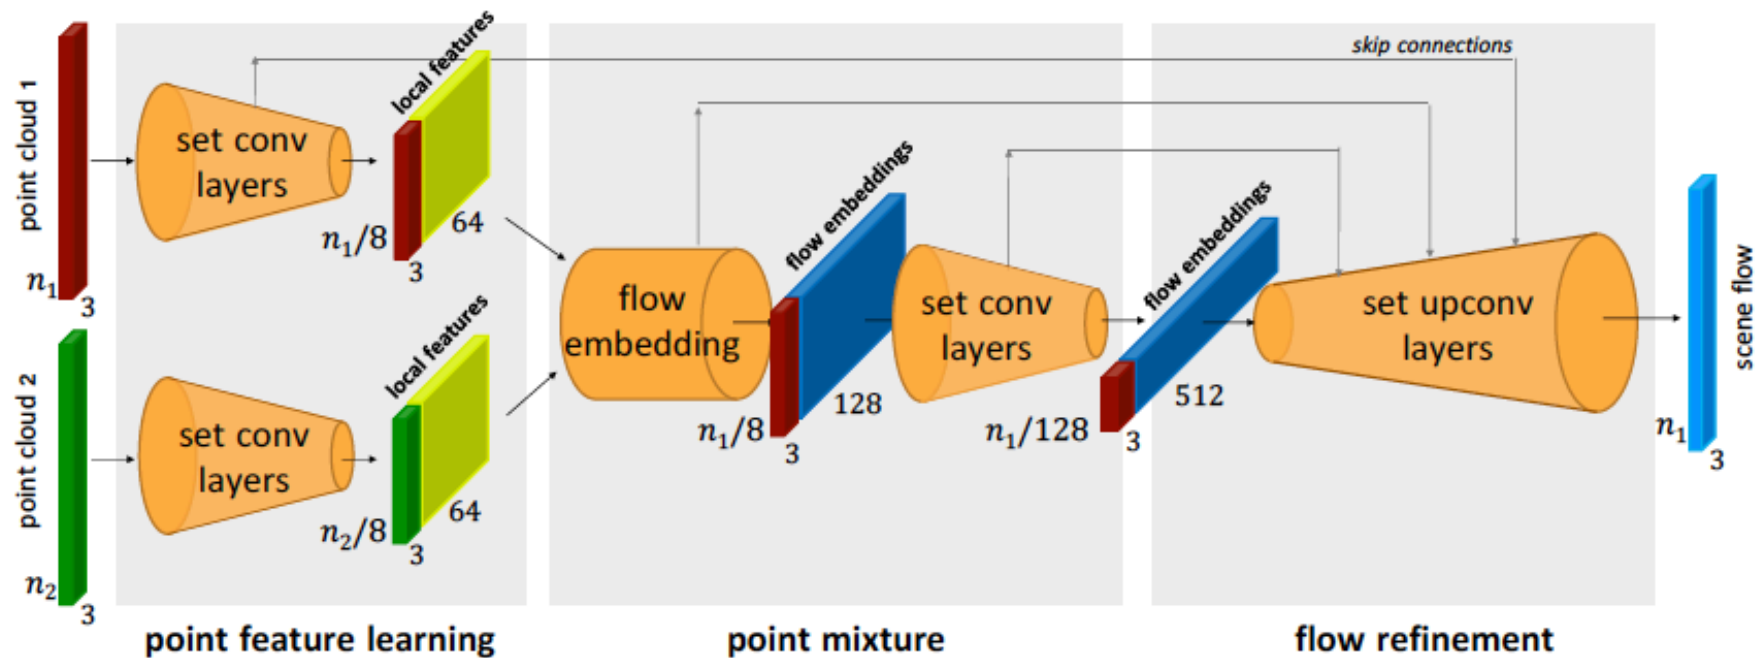 skip connections
point cloud 1
n₁
3
set conv
layers
local features
n₁/8
3
64
point cloud 2
n₂
3
set conv
layers
local features
n₂/8
3
64
flow
embedding
flow embeddings
n₁/8
3
128
set conv
layers
flow embeddings
n₁/128
3
512
set upconv
layers
n₁
3
scene flow
point feature learning
point mixture
flow refinement